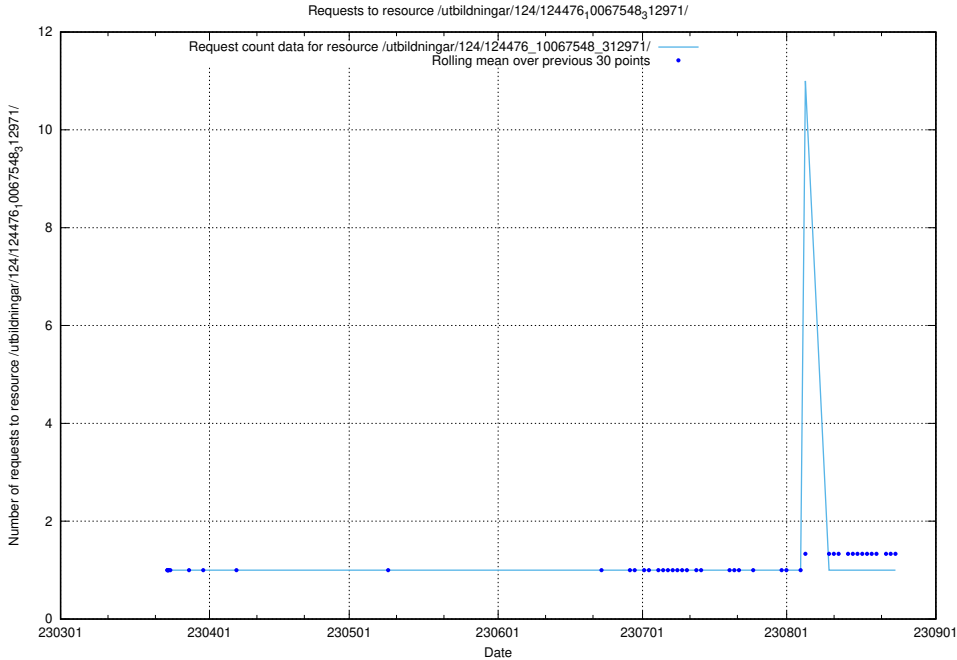 Requests to resource /utbildningar/124/124476₁0067548₃12971/
Request count data for resource /utbildningar/124/124476_10067548_312971/
Rolling mean over previous 30 points
Number of requests to resource /utbildningar/124/124476₁0067548₃12971/
12
10
8
6
4
2
0
230301 230401 230501 230601 230701 230801 230901
Date